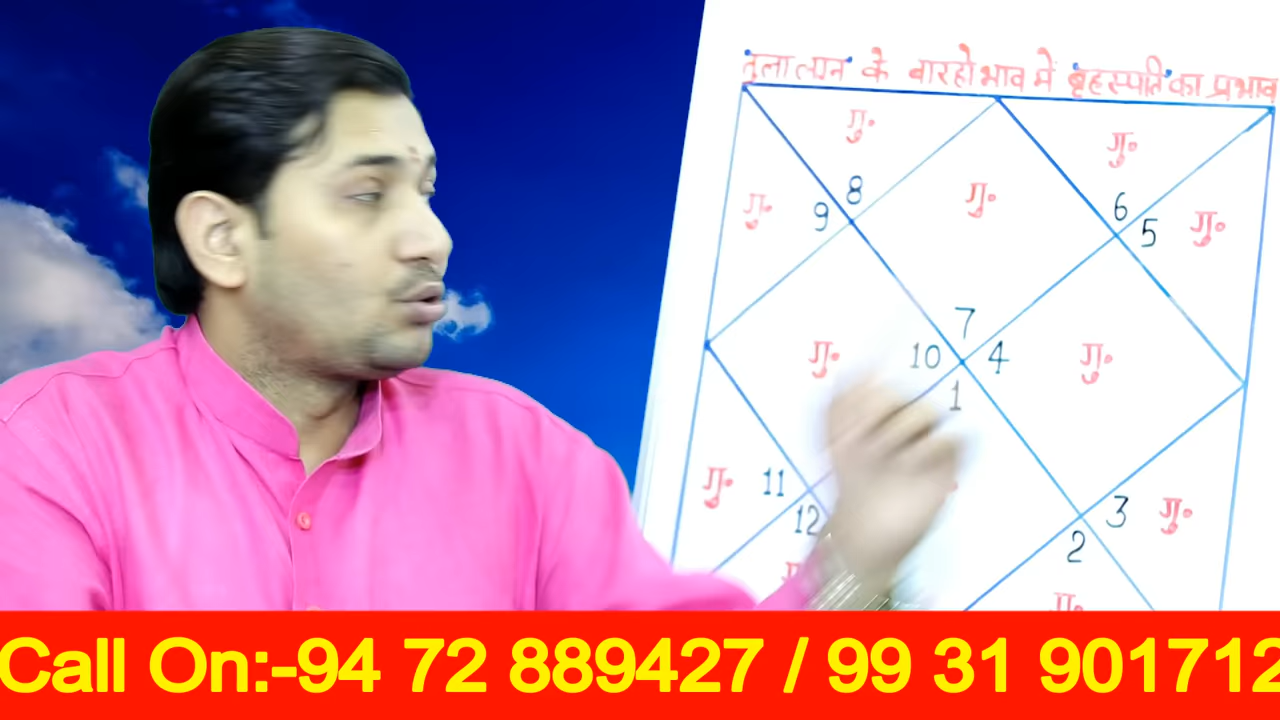 तुला लग्न के बारहो भाव में बृहस्पति का प्रभाव
गु॰ गु॰
गु॰ 8 गु॰ 6 गु॰
9 5
7
गु॰ 10 4 गु॰
1
गु॰ 11 3 गु॰
12 2
गु॰
Call On:-94 72 889427 / 99 31 901712